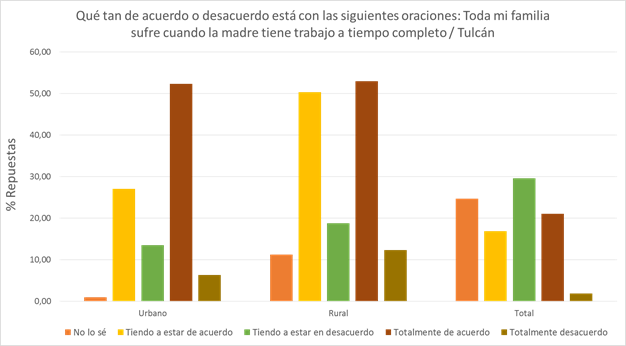 Qué tan de acuerdo o desacuerdo está con las siguientes oraciones: Toda mi familia
sufre cuando la madre tiene trabajo a tiempo completo / Tulcán
% Repuestas
60,00
50,00
40,00
30,00
20,00
10,00
0,00
Urbano Rural Total
No lo sé Tiendo a estar de acuerdo Tiendo a estar en desacuerdo Totalmente de acuerdo Totalmente desacuerdo